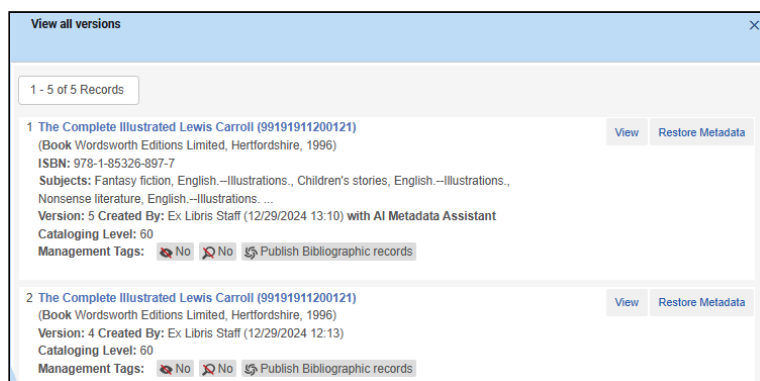 View all versions
1 - 5 of 5 Records
1 The Complete Illustrated Lewis Carroll (99191911200121)
View Restore Metadata
(Book Wordsworth Editions Limited, Hertfordshire, 1996)
ISBN: 978-1-85326-897-7
Subjects: Fantasy fiction, English.--Illustrations., Children's stories, English.--Illustrations.,
Nonsense literature, English.--Illustrations. ...
Version: 5 Created By: Ex Libris Staff (12/29/2024 13:10) with AI Metadata Assistant
Cataloging Level: 60
Management Tags: No No Publish Bibliographic records
2 The Complete Illustrated Lewis Carroll (99191911200121)
View Restore Metadata
(Book Wordsworth Editions Limited, Hertfordshire, 1996)
Version: 4 Created By: Ex Libris Staff (12/29/2024 12:13)
Cataloging Level: 60
Management Tags: No No Publish Bibliographic records